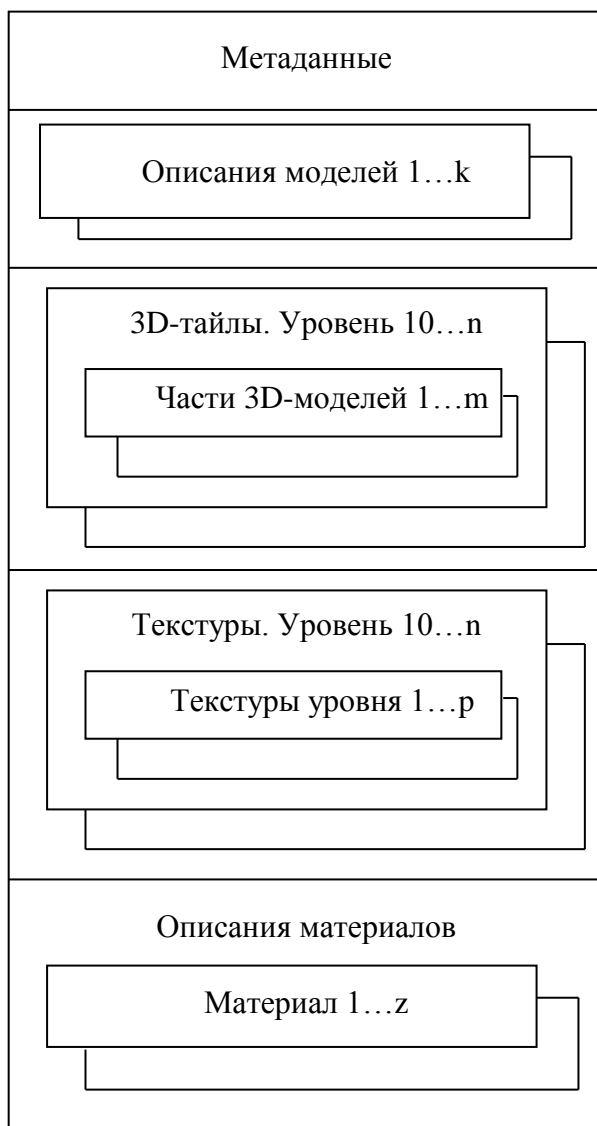 Метаданные
Описания моделей 1…k
3D-тайлы. Уровень 10…n
Части 3D-моделей 1…m
Текстуры. Уровень 10…n
Текстуры уровня 1…p
Описания материалов
Материал 1…z